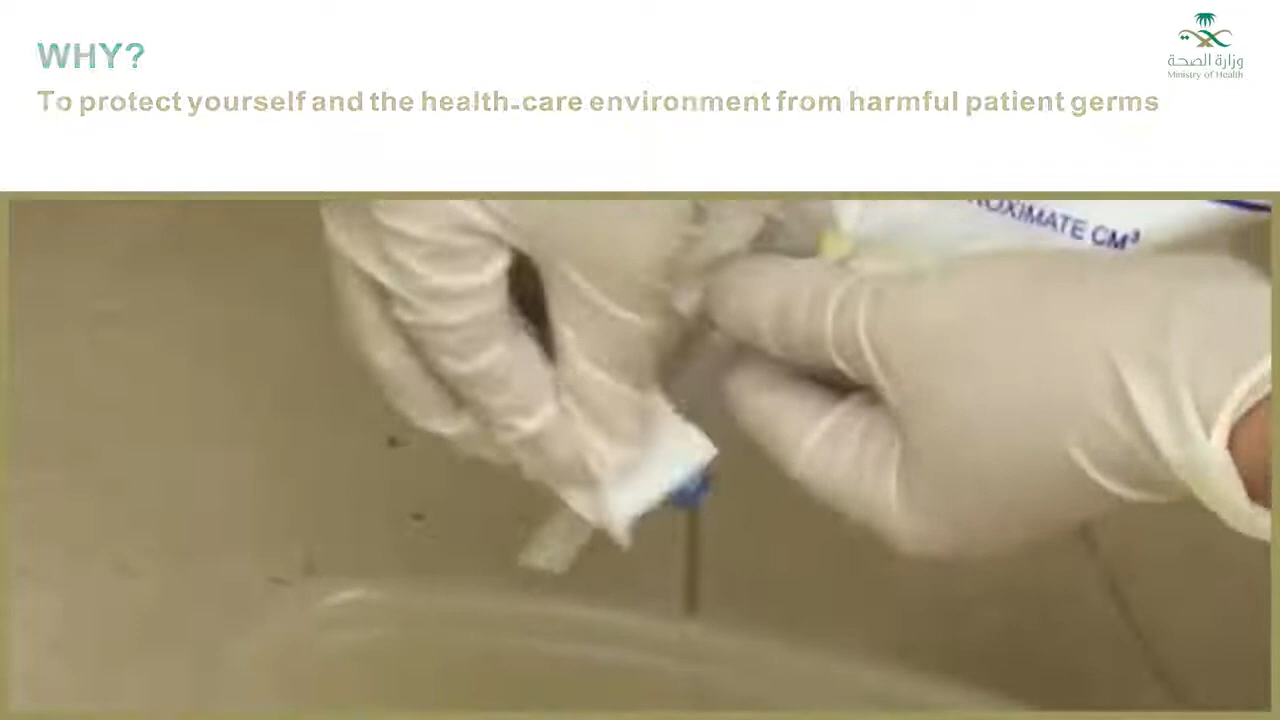 WHY?
To protect yourself and the health-care environment from harmful patient germs
وزارة الصحة
Ministry of Health
ROXIMATE CM³